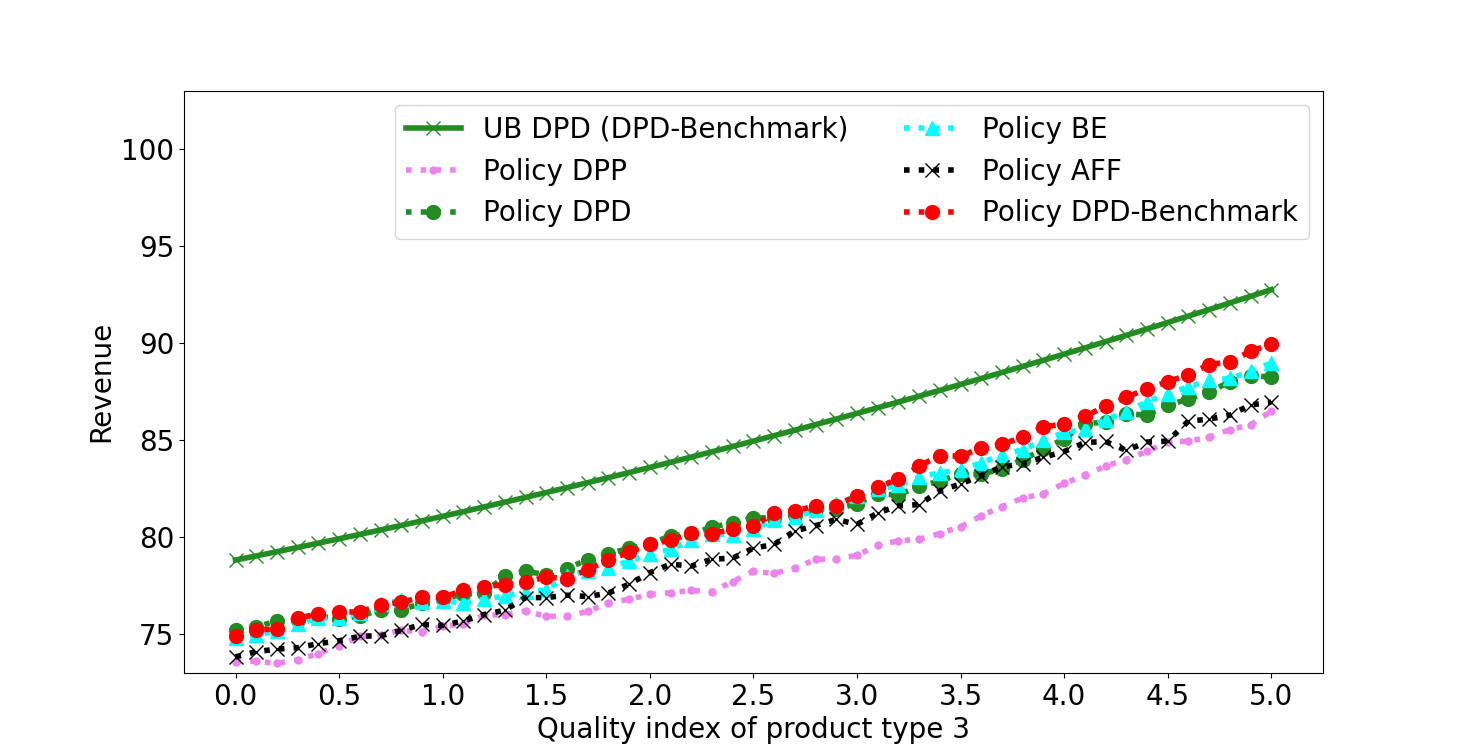 UB DPD (DPD-Benchmark)
Policy DPP
Policy DPD
Policy BE
Policy AFF
Policy DPD-Benchmark
100
95
90
85
80
75
Revenue
0.0 0.5 1.0 1.5 2.0 2.5 3.0 3.5 4.0 4.5 5.0
Quality index of product type 3